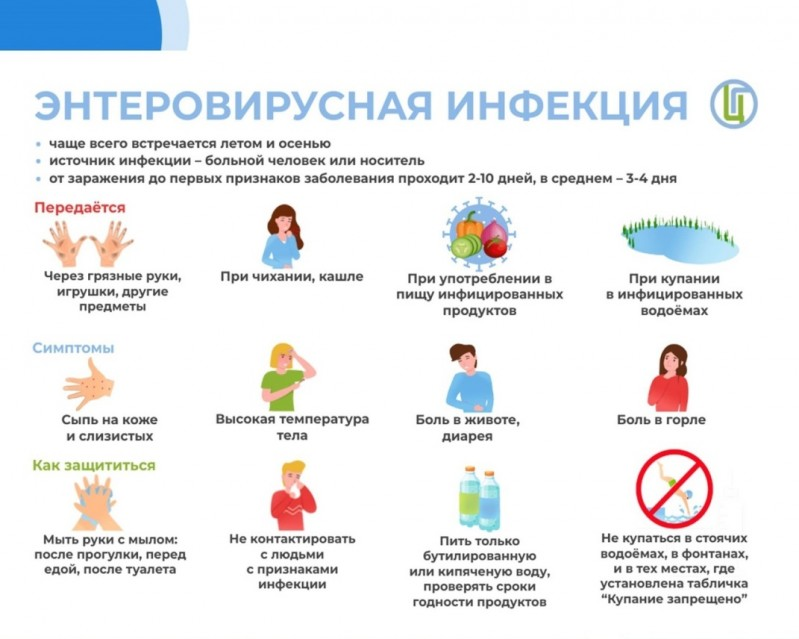 ЭНТЕРОВИРУСНАЯ ИНФЕКЦИЯ
• чаще всего встречается летом и осенью
• источник инфекции – больной человек или носитель
• от заражения до первых признаков заболевания проходит 2-10 дней, в среднем – 3-4 дня
Передаётся
Через грязные руки,
игрушки, другие
предметы
При чихании, кашле
При употреблении в
пищу инфицированных
продуктов
При купании
в инфицированных
водоёмах
Симптомы
Сыпь на коже
и слизистых
Высокая температура
тела
Боль в животе,
диарея
Боль в горле
Как защититься
Мыть руки с мылом:
после прогулки, перед
едой, после туалета
Не контактировать
с людьми
с признаками
инфекции
Пить только
бутилированную
или кипяченую воду,
проверять сроки
годности продуктов
Не купаться в стоячих
водоёмах, в фонтанах,
и в тех местах, где
установлена табличка
“Купание запрещено”